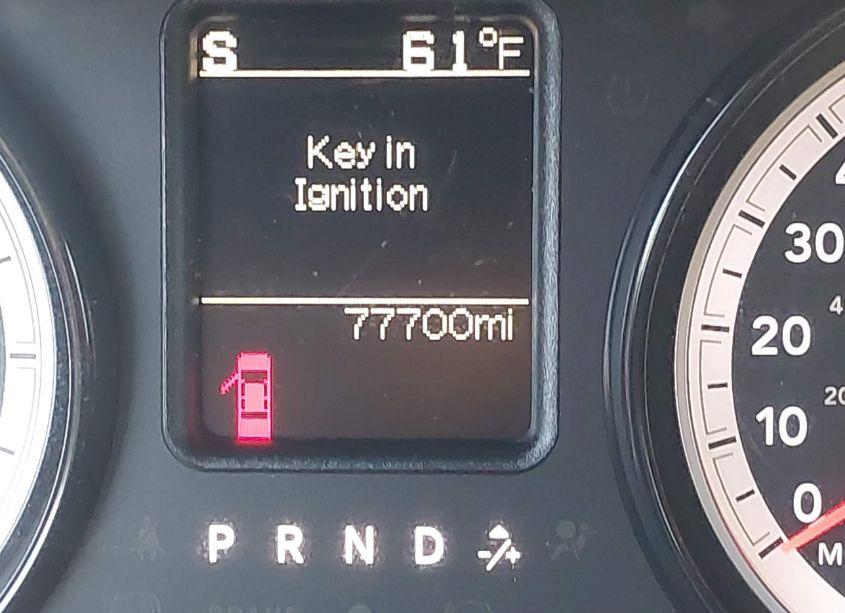 S 61°F
Key in
Ignition
77700mi
P R N D -/+
30
20
10
0